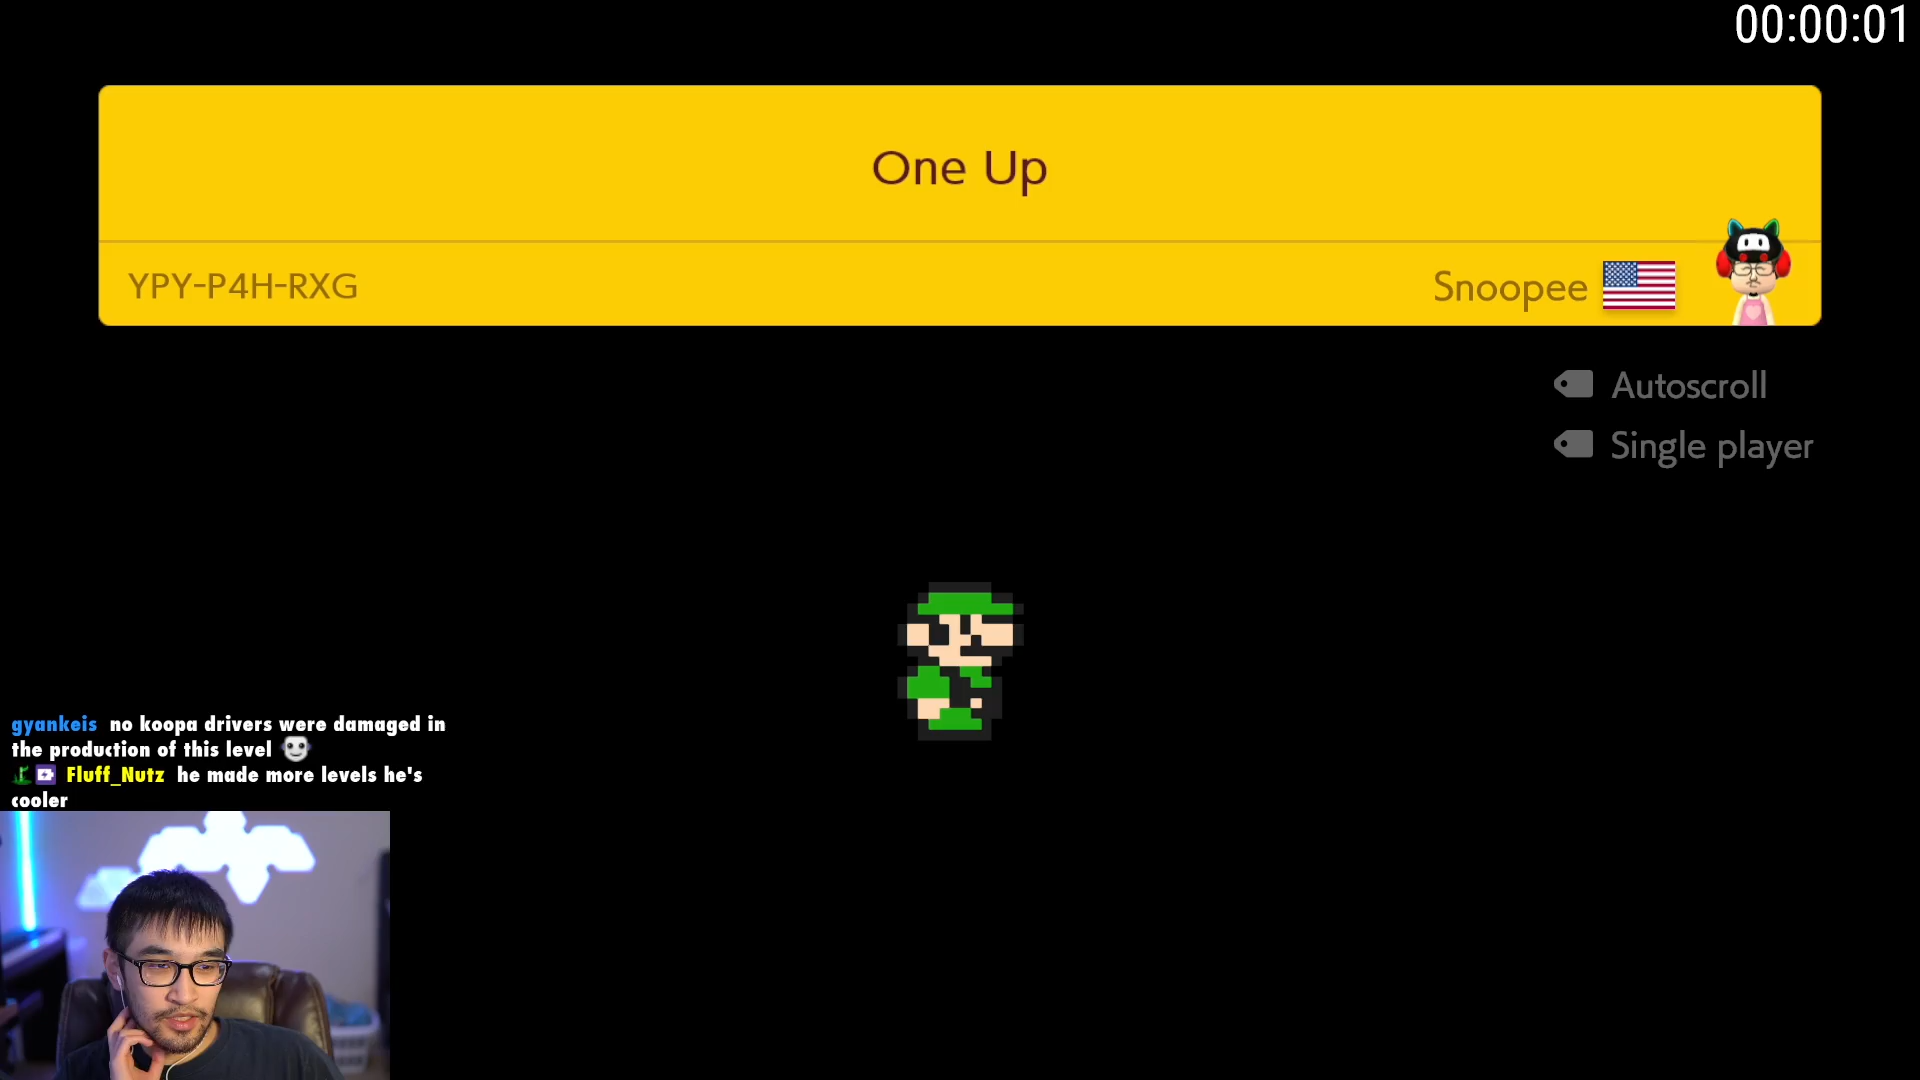 00:00:01
One Up
YPY-P4H-RXG
Snoopee
Autoscroll
Single player
gyankeis no koopa drivers were damaged in
the production of this level
Fluff_Nutz he made more levels he's
cooler